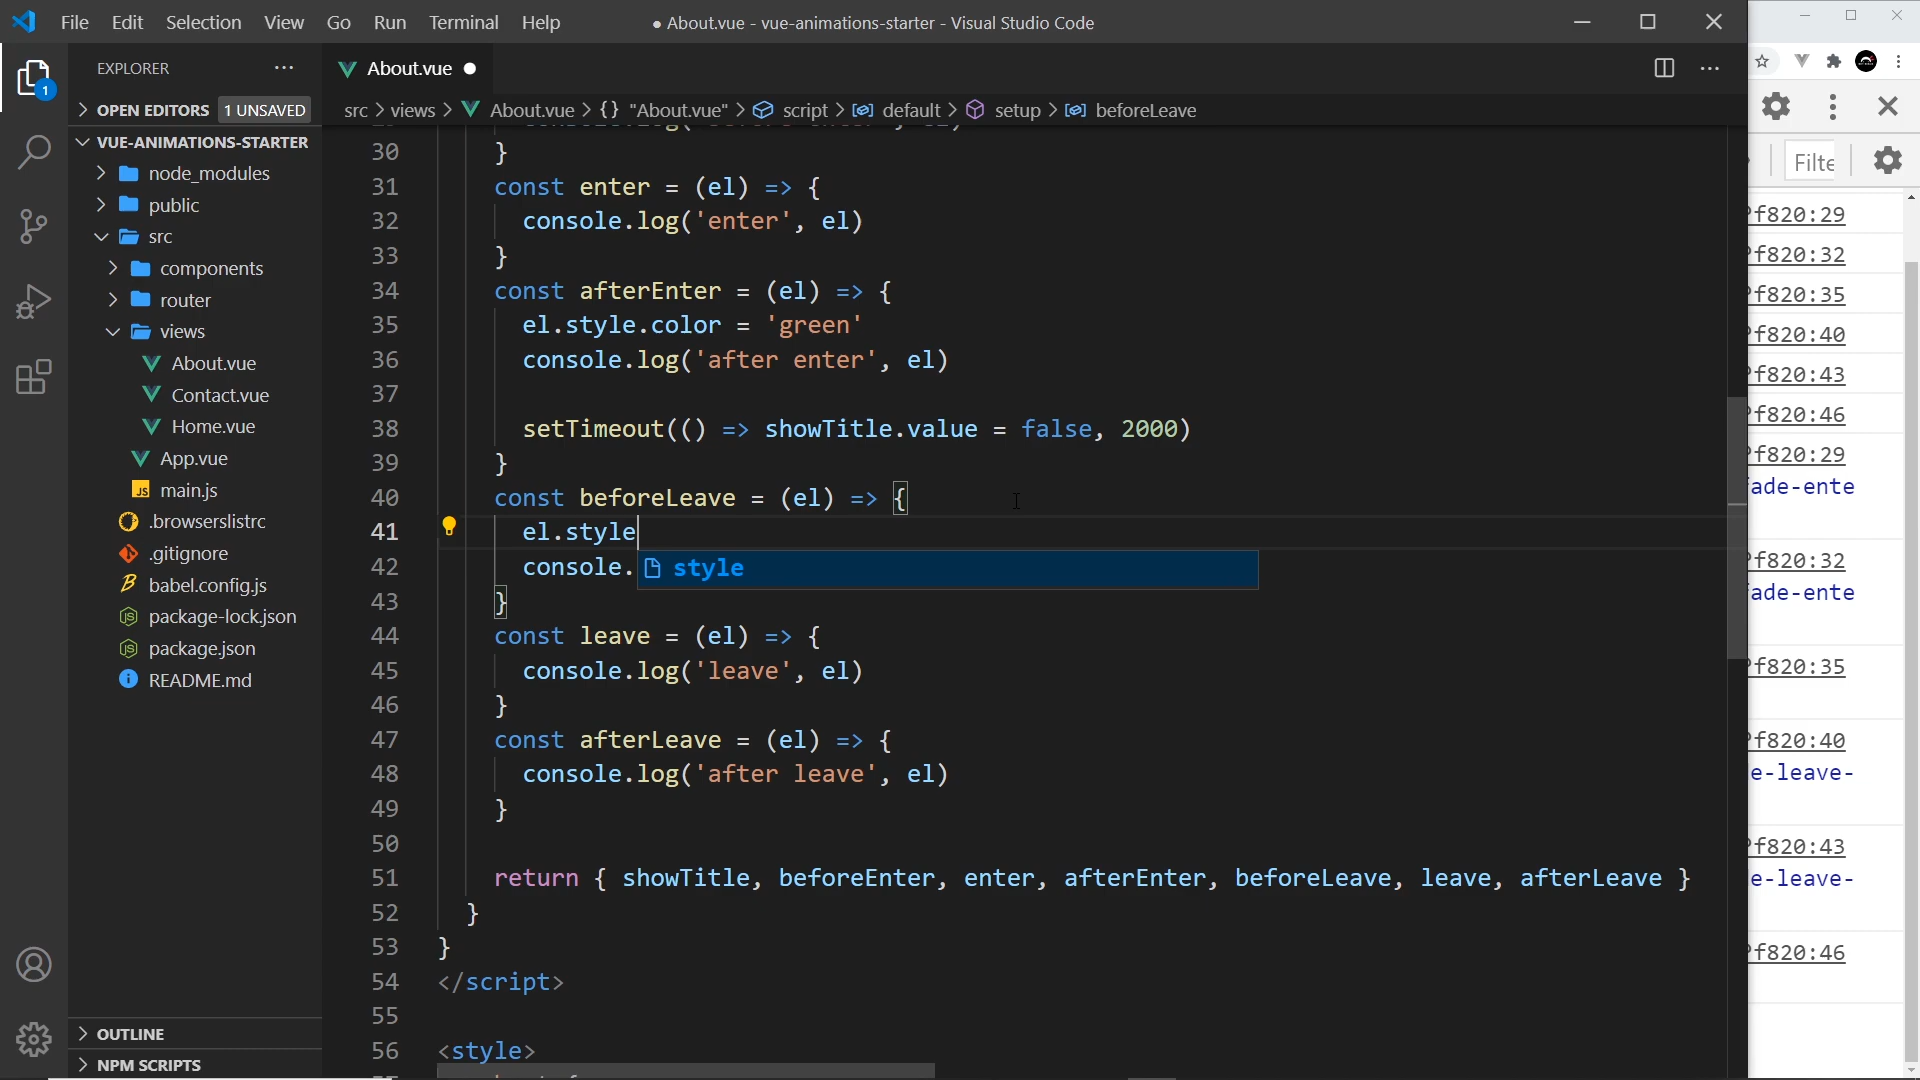 File Edit Selection View Go Run Terminal Help
● About.vue - vue-animations-starter - Visual Studio Code
EXPLORER
OPEN EDITORS 1 UNSAVED
VUE-ANIMATIONS-STARTER
node_modules
public
src
components
router
views
About.vue
Contact.vue
Home.vue
App.vue
main.js
.browserslistrc
.gitignore
babel.config.js
package-lock.json
package.json
README.md
OUTLINE
NPM SCRIPTS
1
About.vue ●
src > views > About.vue > {} "About.vue" > script > default > setup > beforeLeave
30 }
31 const enter = (el) => {
32 console.log('enter', el)
33 }
34 const afterEnter = (el) => {
35 el.style.color = 'green'
36 console.log('after enter', el)
37
38 setTimeout(() => showTitle.value = false, 2000)
39 }
40 const beforeLeave = (el) => {
41 el.style
42 console.
style
43 }
44 const leave = (el) => {
45 console.log('leave', el)
46 }
47 const afterLeave = (el) => {
48 console.log('after leave', el)
49 }
50
51 return { showTitle, beforeEnter, enter, afterEnter, beforeLeave, leave, afterLeave }
52 }
53 }
54 </script>
55
56 <style>
Filte
?f820:29
?f820:32
?f820:35
?f820:40
?f820:43
?f820:46
?f820:29
ade-ente
?f820:32
ade-ente
?f820:35
?f820:40
e-leave-
?f820:43
e-leave-
?f820:46